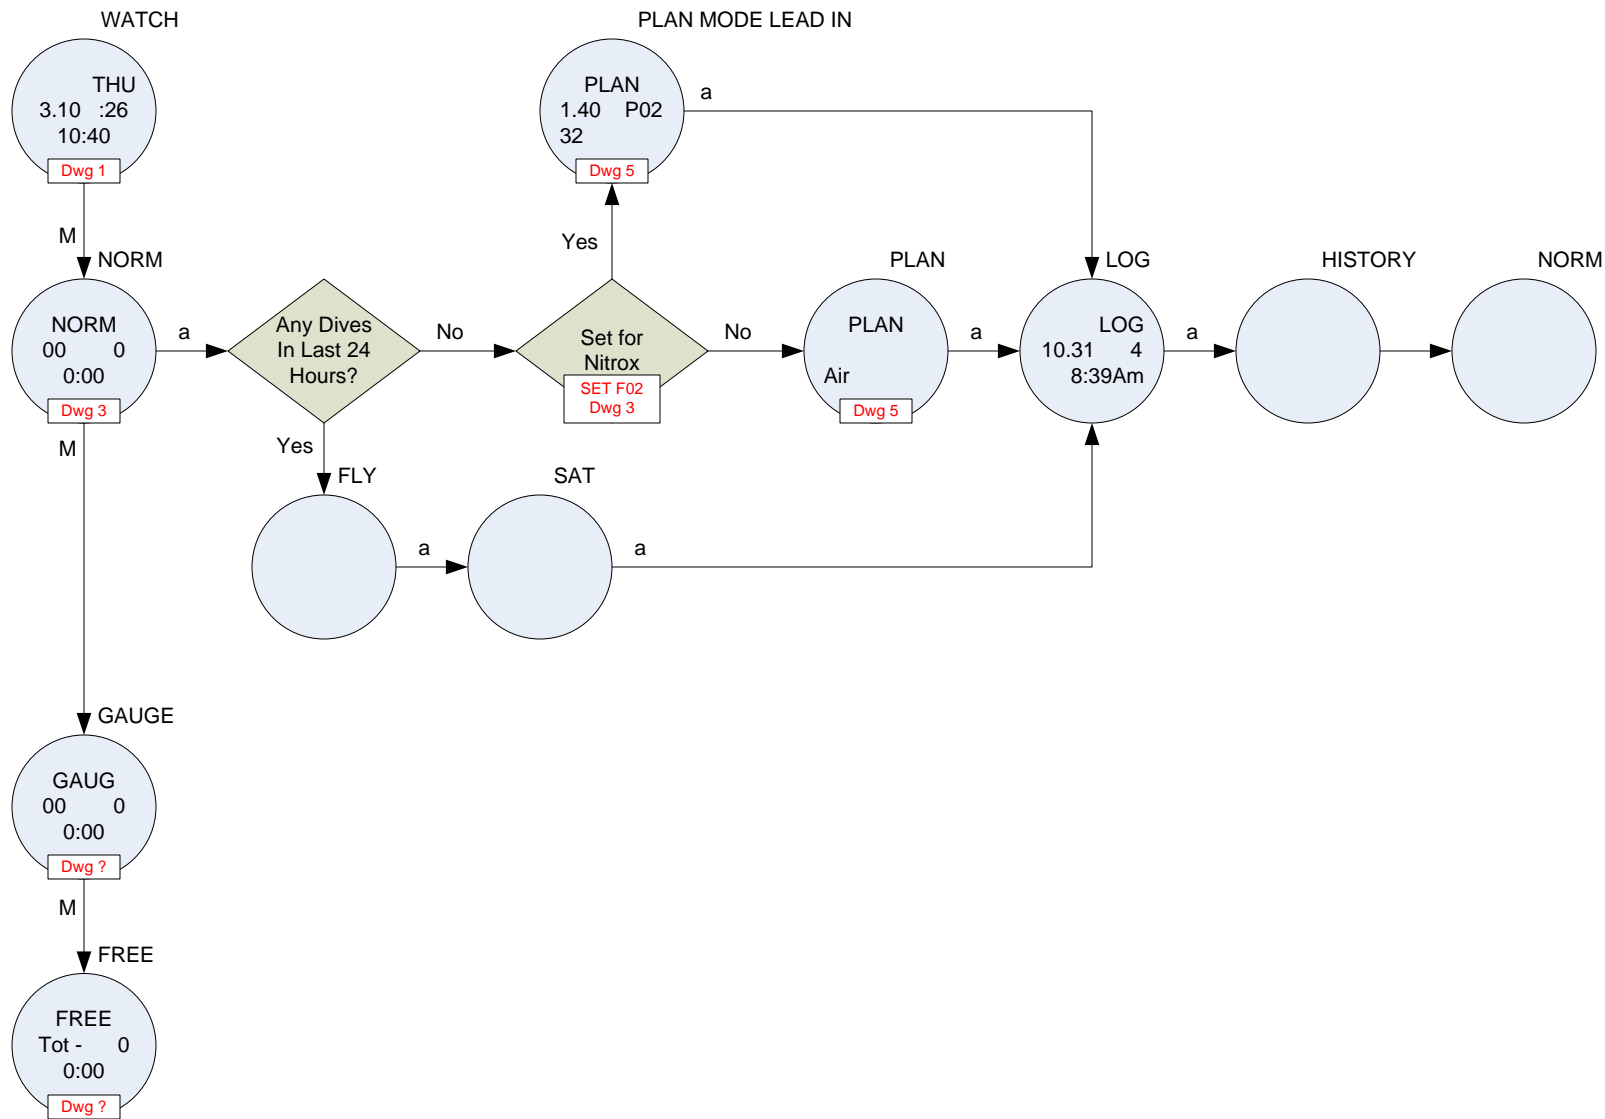 WATCH
PLAN MODE LEAD IN
THU
3.10 :26
10:40
Dwg 1
PLAN
1.40 P02
32
Dwg 5
a
M
Yes
NORM
PLAN
LOG
HISTORY
NORM
NORM
00 0
0:00
Dwg 3
a
Any Dives
In Last 24
Hours?
No
Set for
Nitrox
SET F02
Dwg 3
No
PLAN
Air
Dwg 5
a
LOG
10.31 4
8:39Am
a
M
Yes
FLY
SAT
a
a
GAUGE
GAUG
00 0
0:00
Dwg ?
M
FREE
FREE
Tot - 0
0:00
Dwg ?